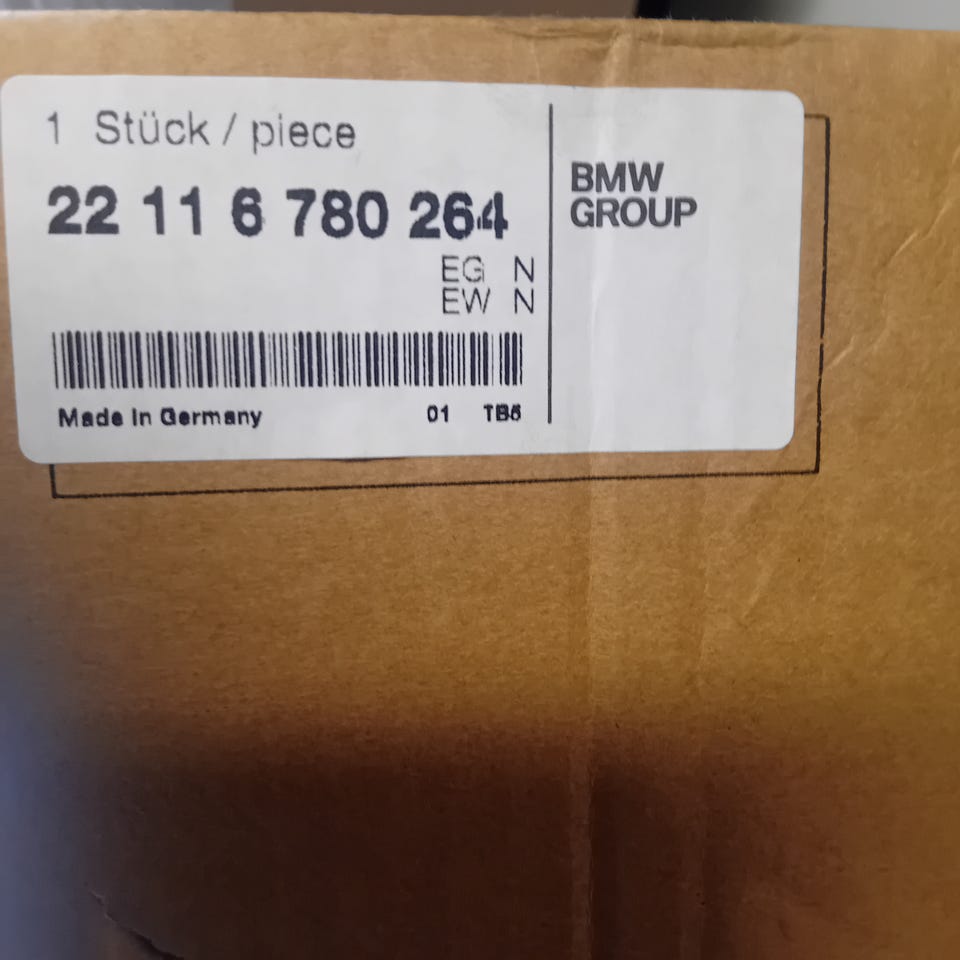 1 Stück / piece
22 11 6 780 264
EG N
EW N
Made In Germany 01 TB5
BMW
GROUP